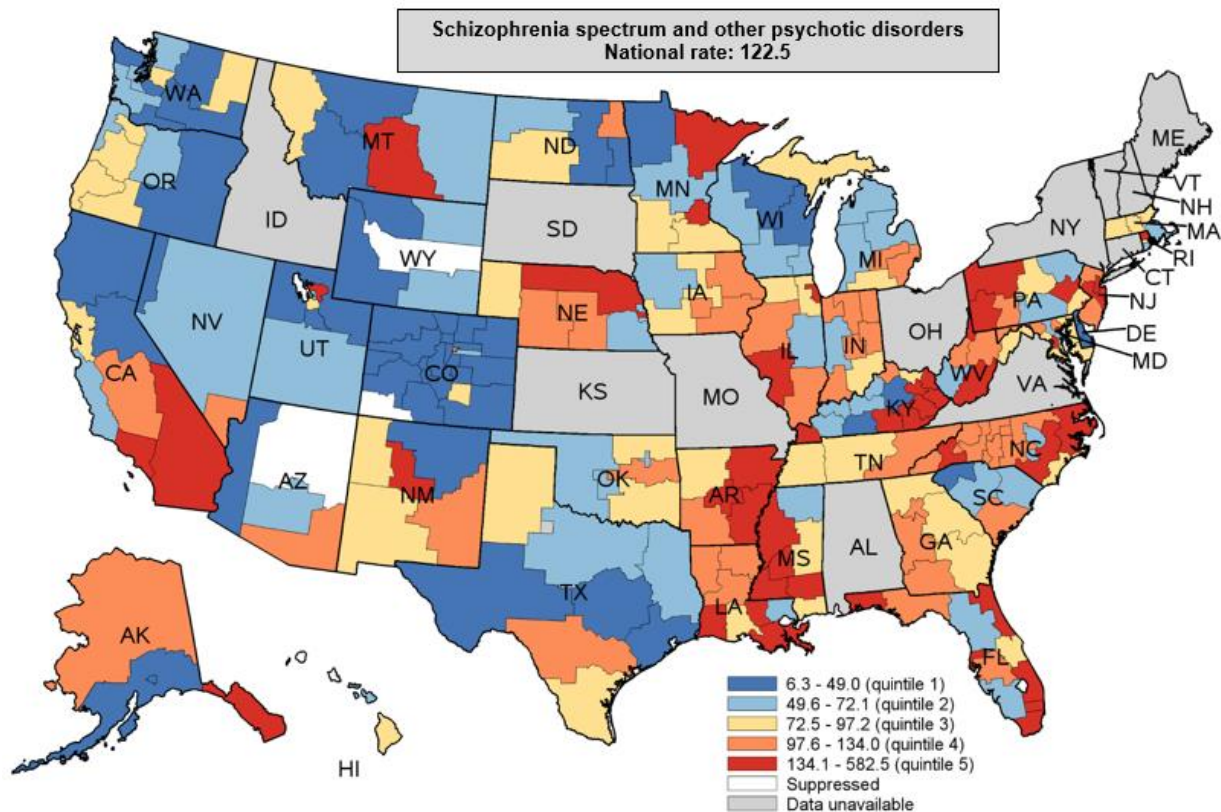 Schizophrenia spectrum and other psychotic disorders
National rate: 122.5
WA
MT
ND
MN
WI
MI
ME
VT
NH
MA
RI
CT
NY
OR
ID
SD
WY
IA
NE
PA
NJ
DE
MD
NV
UT
CO
KS
MO
IL
IN
OH
WV
VA
KY
CA
AZ
NM
OK
AR
TN
NC
SC
TX
LA
MS
AL
GA
FL
AK
HI
6.3 - 49.0 (quintile 1)
49.6 - 72.1 (quintile 2)
72.5 - 97.2 (quintile 3)
97.6 - 134.0 (quintile 4)
134.1 - 582.5 (quintile 5)
Suppressed
Data unavailable